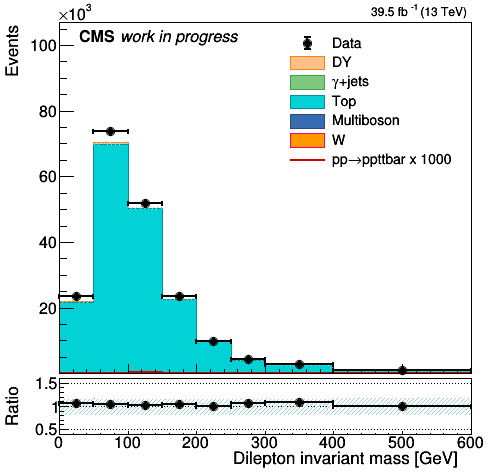 ×10³
39.5 fb⁻¹ (13 TeV)
CMS work in progress
Events
100
80
60
40
20
Data
DY
γ+jets
Top
Multiboson
W
pp→ppttbar x 1000
Ratio
1.5
1
0.5
0 100 200 300 400 500 600
Dilepton invariant mass [GeV]